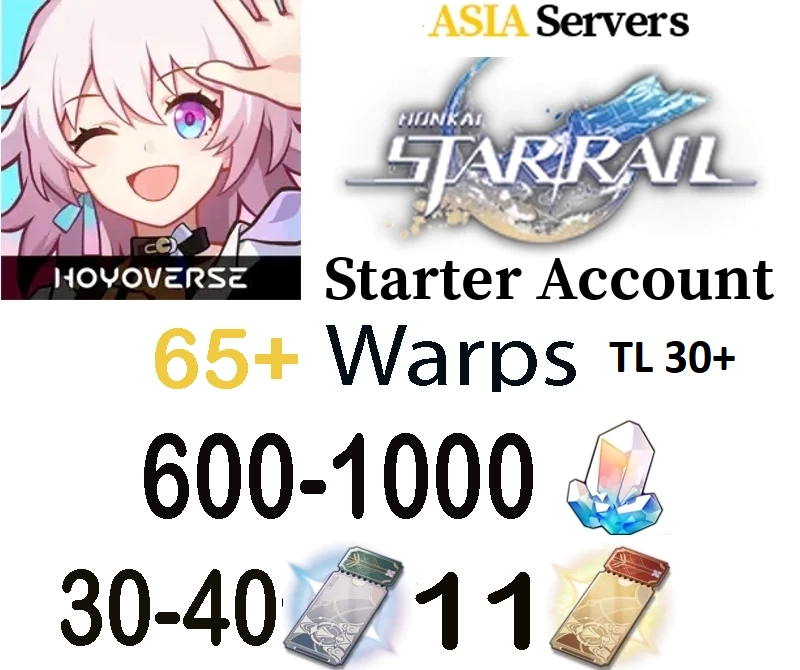 ASIA Servers
HONKAI
STAR RAIL
HOYOVERSE
Starter Account
65+ Warps TL 30+
600-1000
30-40 11